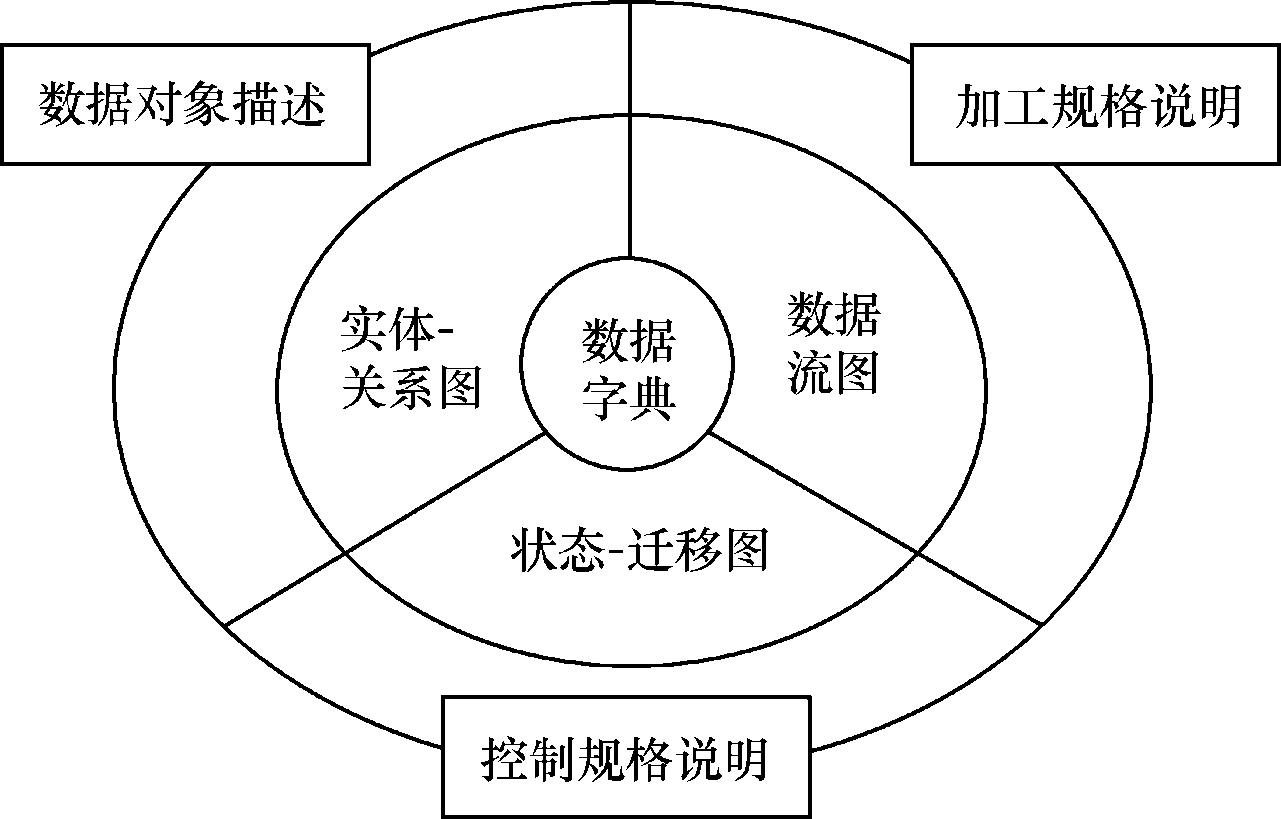 数据对象描述
加工规格说明
实体-
关系图
数据
字典
数据
流图
状态-迁移图
控制规格说明